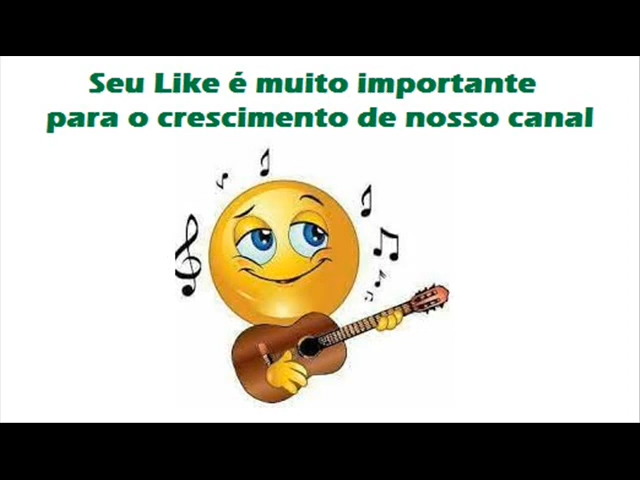 Seu Like é muito importante
para o crescimento de nosso canal